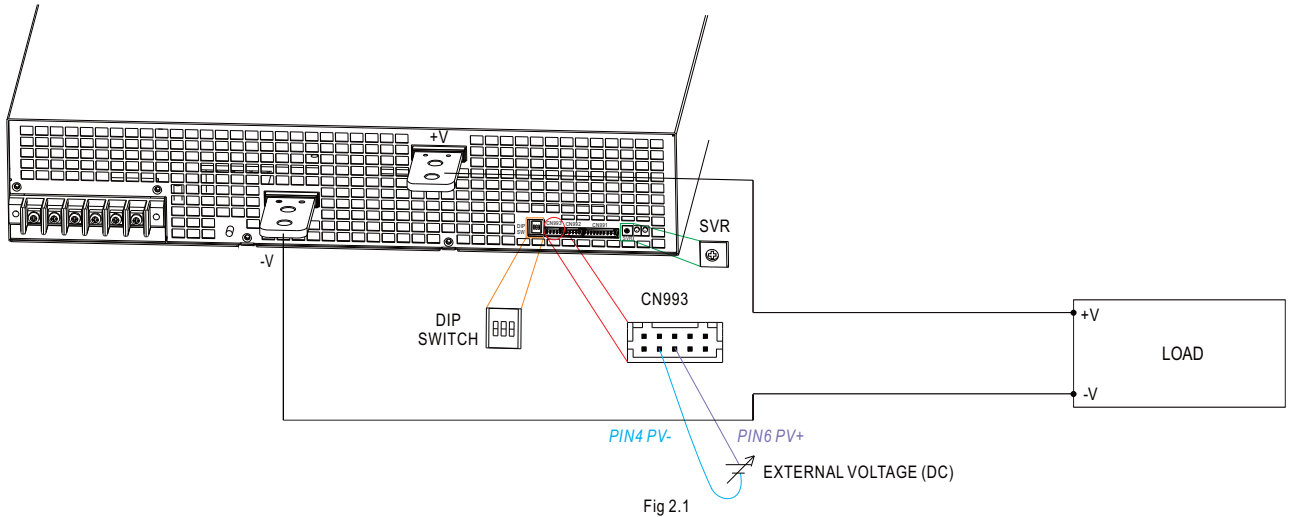 +V
-V
DIP
SW
CN993
CN992
CN991
SVR
CN993
DIP
SWITCH
+V
LOAD
-V
PIN4 PV-
PIN6 PV+
EXTERNAL VOLTAGE (DC)
Fig 2.1